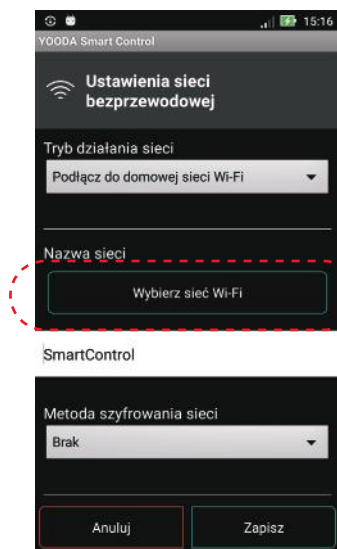 15:16
YOODA Smart Control
Ustawienia sieci
bezprzewodowej
Tryb działania sieci
Podłącz do domowej sieci Wi-Fi
Nazwa sieci
Wybierz sieć Wi-Fi
SmartControl
Metoda szyfrowania sieci
Brak
Anuluj Zapisz